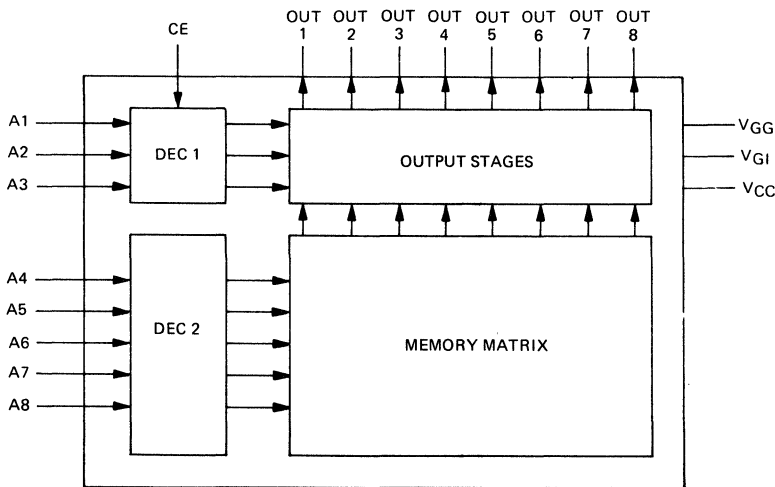 CE
OUT 1
OUT 2
OUT 3
OUT 4
OUT 5
OUT 6
OUT 7
OUT 8
A1
A2
A3
DEC 1
OUTPUT STAGES
VGG
VGI
VCC
A4
A5
A6
A7
A8
DEC 2
MEMORY MATRIX